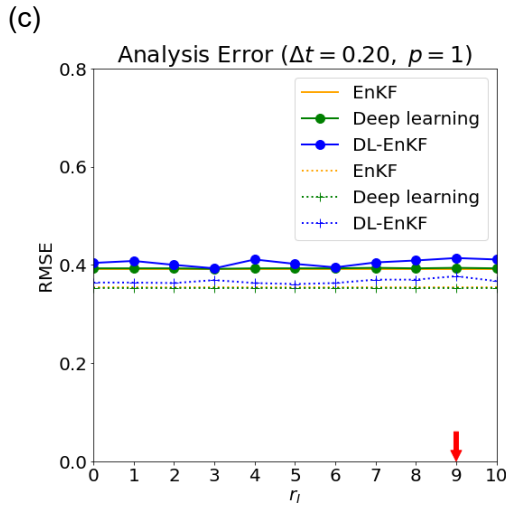 (c)
Analysis Error (Δt = 0.20, p = 1)
0.8
0.6
0.4
0.2
0.0
RMSE
EnKF
Deep learning
DL-EnKF
EnKF
Deep learning
DL-EnKF
0 1 2 3 4 5 6 7 8 9 10
r_I